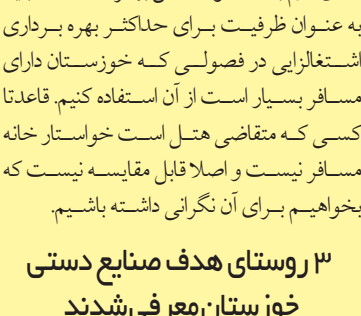 به عنوان ظرفیت برای حداکثر بهره برداری
اشتغالزایی در فصولی که خوزستان دارای
مسافر بسیار است از آن استفاده کنیم. قاعدتا
کسی که متقاضی هتل است خواستار خانه
مسافر نیست و اصلا قابل مقایسه نیست که
بخواهیم برای آن نگرانی داشته باشیم.
۳ روستای هدف صنایع دستی
خوزستان معرفی شدند